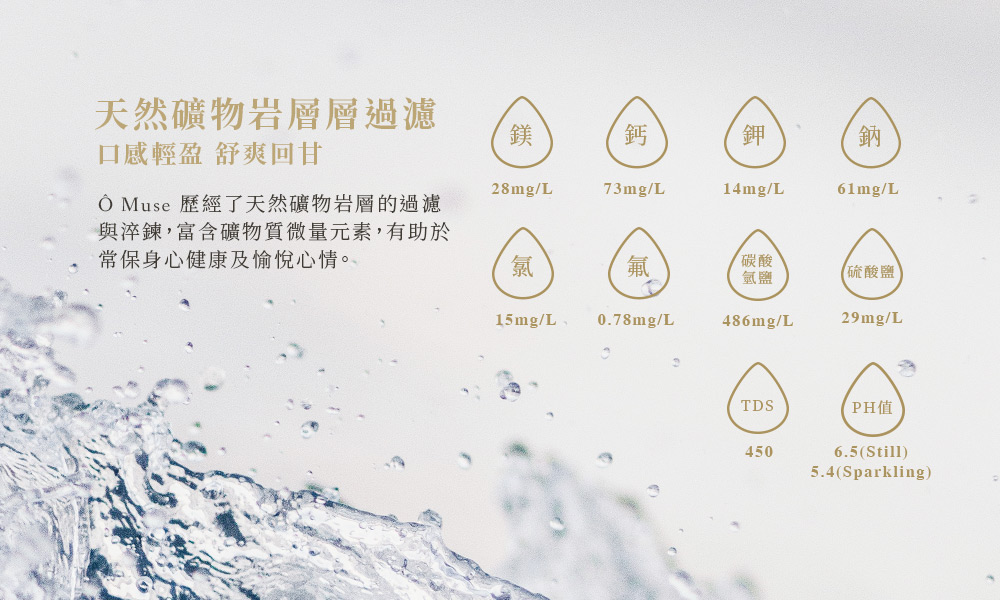 天然礦物岩層層過濾
口感輕盈 舒爽回甘
Ô Muse 歷經了天然礦物岩層的過濾
與淬鍊，富含礦物質微量元素，有助於
常保身心健康及愉悅心情。
鎂
28mg/L
鈣
73mg/L
鉀
14mg/L
鈉
61mg/L
氯
15mg/L
氟
0.78mg/L
碳酸
氫鹽
486mg/L
硫酸鹽
29mg/L
TDS
450
PH值
6.5(Still)
5.4(Sparkling)